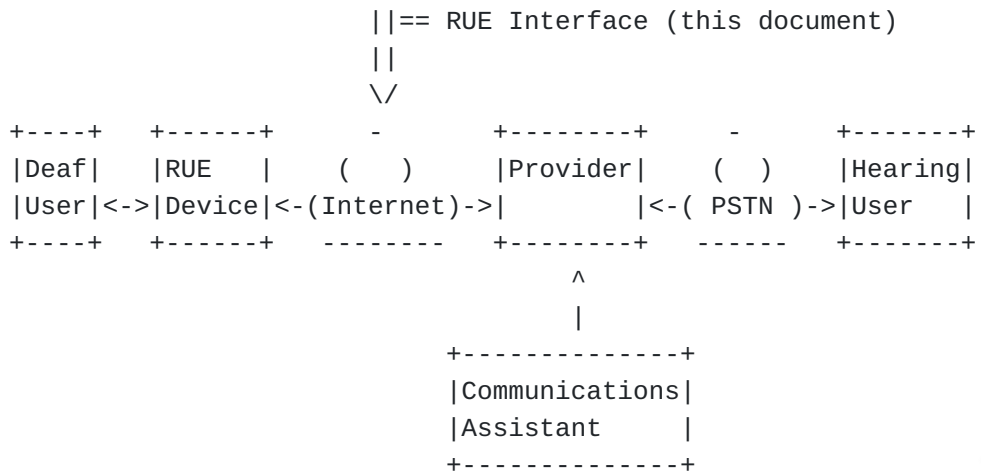 ||== RUE Interface (this document)
||
\/
+----+   +------+      -       +--------+     -      +-------+
|Deaf|   |RUE   |    (   )     |Provider|    (  )    |Hearing|
|User|<->|Device|<-(Internet)->|        |<-( PSTN )->|User   |
+----+   +------+   --------   +--------+   ------   +-------+
^
|
+--------------+
|Communications|
|Assistant     |
+--------------+